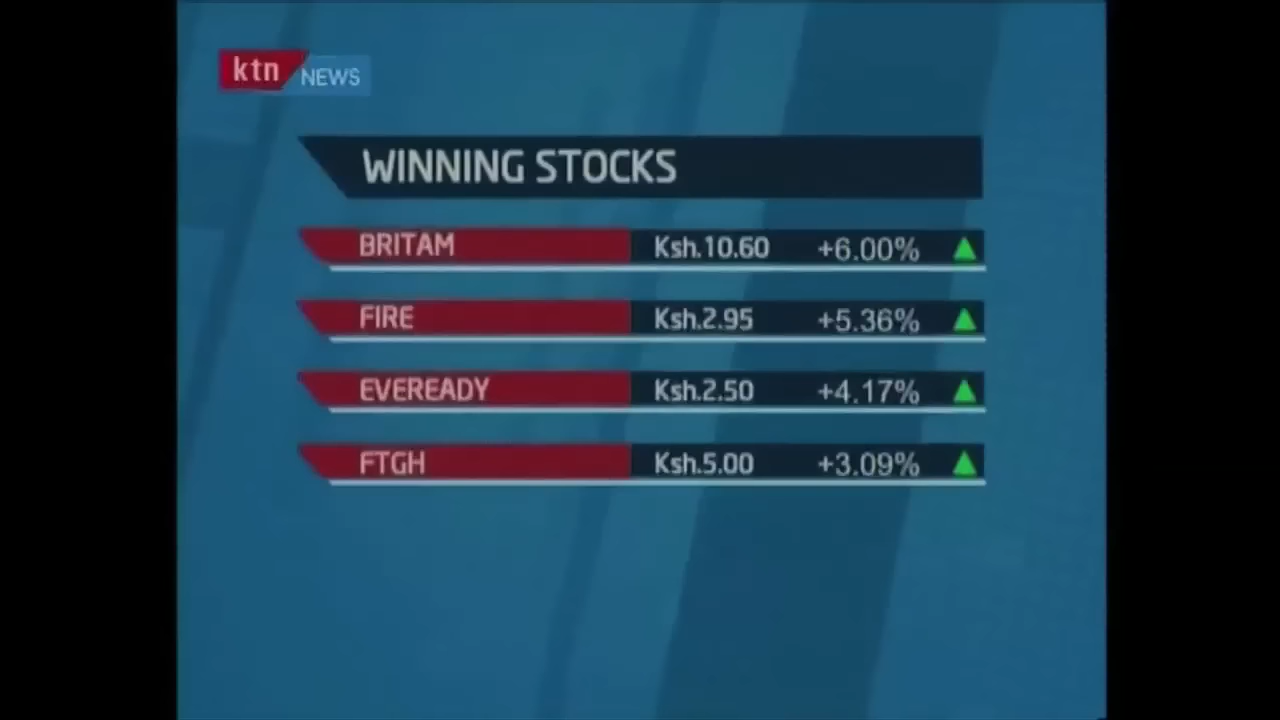 ktn NEWS
WINNING STOCKS
BRITAM Ksh.10.60 +6.00%
FIRE Ksh.2.95 +5.36%
EVEREADY Ksh.2.50 +4.17%
FTGH Ksh.5.00 +3.09%